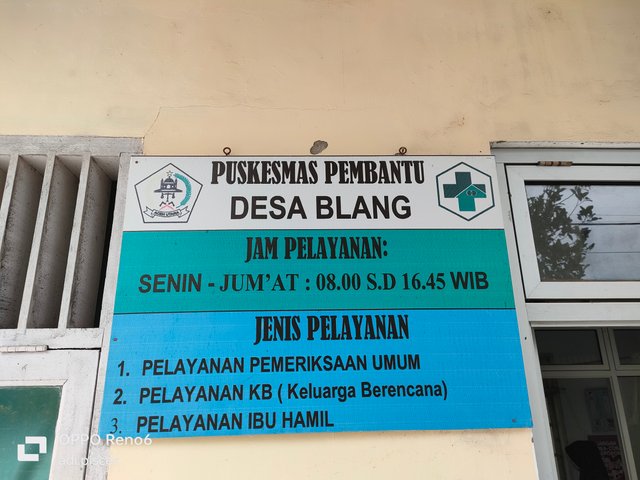 PUSKESMAS PEMBANTU
DESA BLANG
JAM PELAYANAN:
SENIN - JUM'AT : 08.00 S.D 16.45 WIB
JENIS PELAYANAN
1. PELAYANAN PEMERIKSAAN UMUM
2. PELAYANAN KB ( Keluarga Berencana)
3. PELAYANAN IBU HAMIL
OPPO Reno6